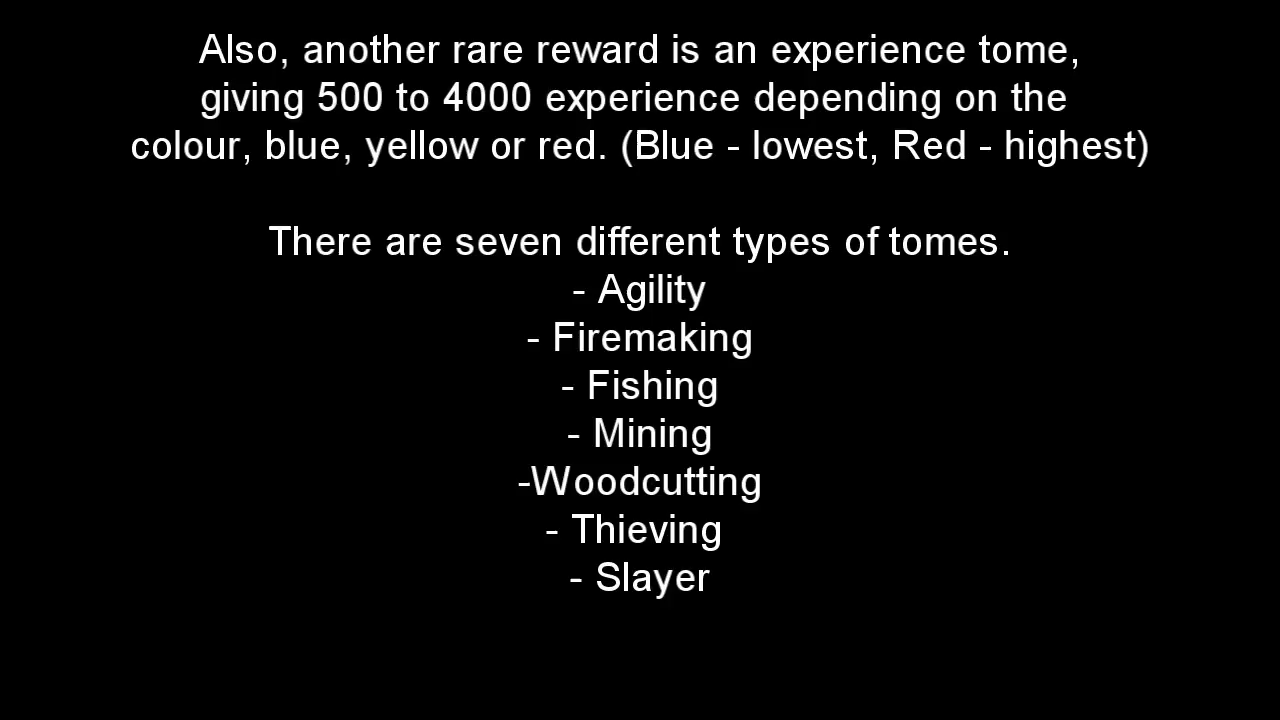 Also, another rare reward is an experience tome,
giving 500 to 4000 experience depending on the
colour, blue, yellow or red. (Blue - lowest, Red - highest)
There are seven different types of tomes.
- Agility
- Firemaking
- Fishing
- Mining
-Woodcutting
- Thieving
- Slayer